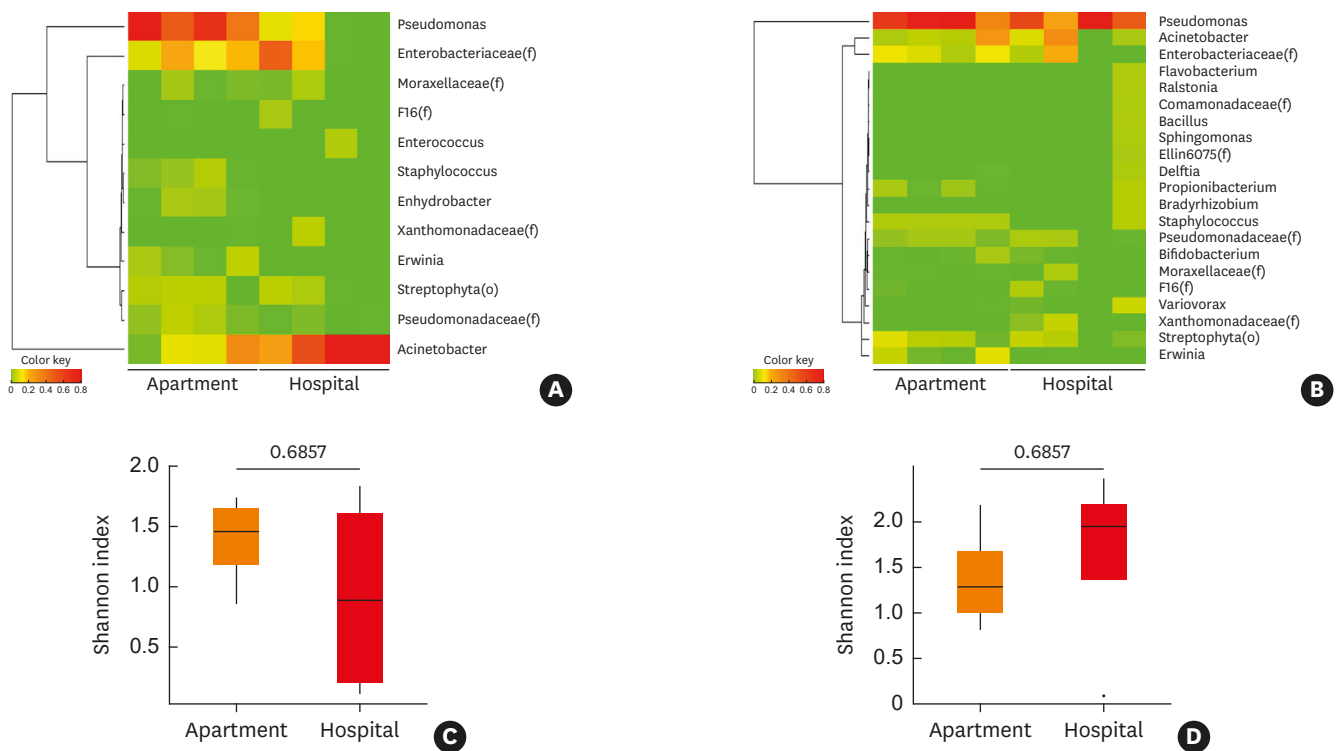 Pseudomonas
Enterobacteriaceae(f)
Moraxellaceae(f)
F16(f)
Enterococcus
Staphylococcus
Enhydrobacter
Xanthomonadaceae(f)
Erwinia
Streptophyta(o)
Pseudomonadaceae(f)
Acinetobacter
Color key
0 0.2 0.4 0.6 0.8
Apartment Hospital
A
Pseudomonas
Acinetobacter
Enterobacteriaceae(f)
Flavobacterium
Ralstonia
Comamonadaceae(f)
Bacillus
Sphingomonas
Ellin6075(f)
Delftia
Propionibacterium
Bradyrhizobium
Staphylococcus
Pseudomonadaceae(f)
Bifidobacterium
Moraxellaceae(f)
F16(f)
Variovorax
Xanthomonadaceae(f)
Streptophyta(o)
Erwinia
Color key
0 0.2 0.4 0.6 0.8
Apartment Hospital
B
0.6857
2.0
1.5
1.0
0.5
Shannon index
Apartment Hospital
C
0.6857
2.0
1.5
1.0
0.5
0
Shannon index
Apartment Hospital
D